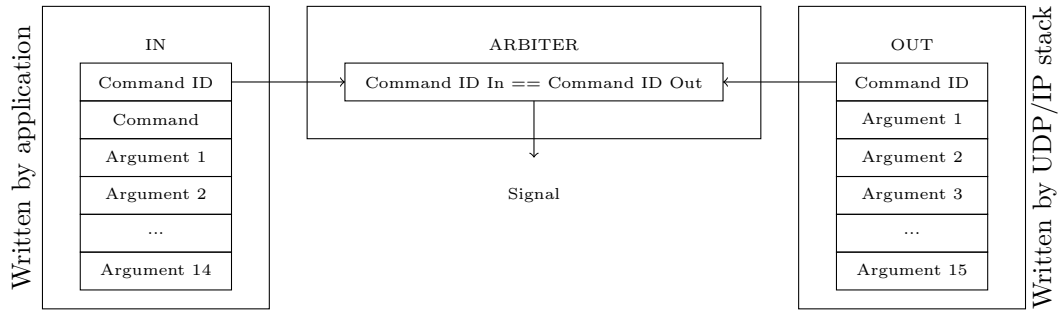 Written by application
IN
Command ID
Command
Argument 1
Argument 2
...
Argument 14
ARBITER
Command ID In == Command ID Out
Signal
OUT
Command ID
Argument 1
Argument 2
Argument 3
...
Argument 15
Written by UDP/IP stack